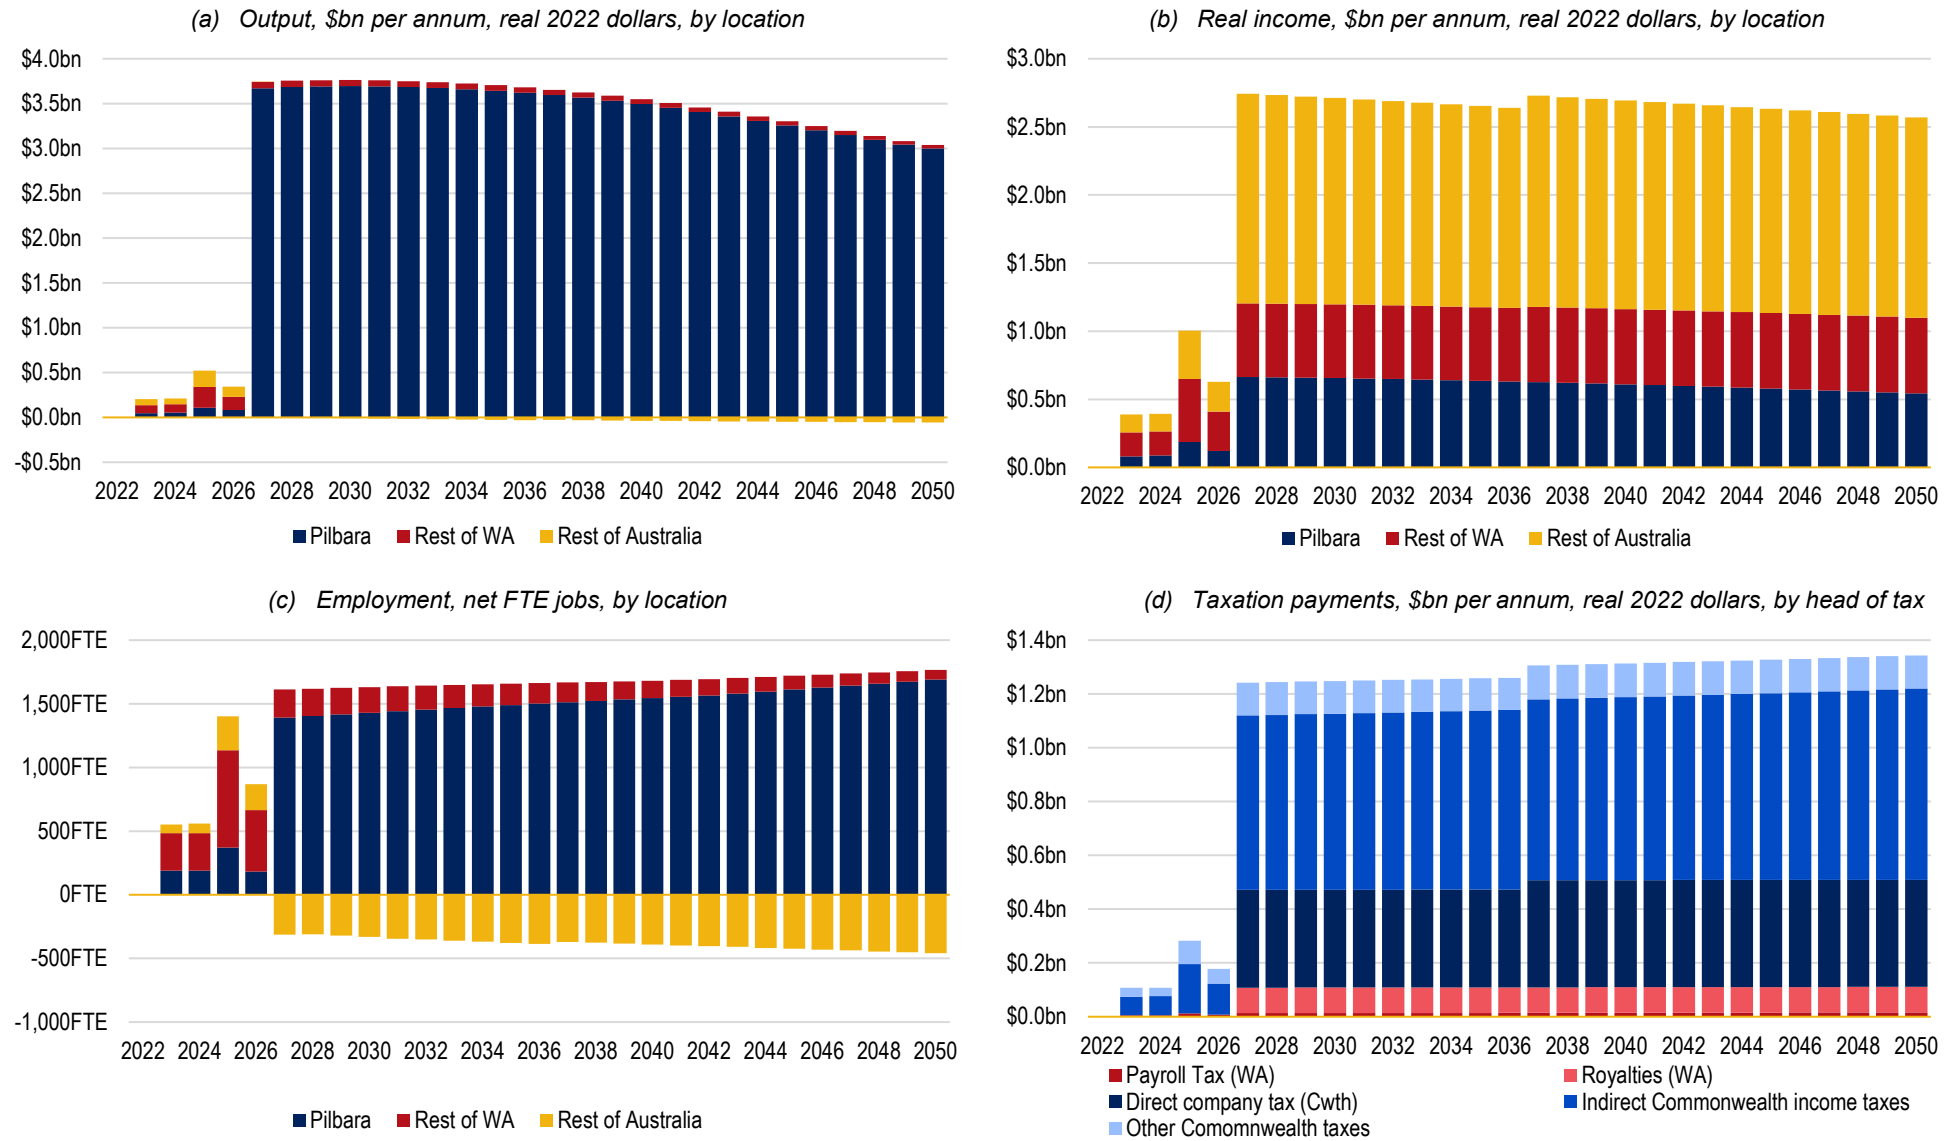 (a) Output, $bn per annum, real 2022 dollars, by location
$4.0bn
$3.5bn
$3.0bn
$2.5bn
$2.0bn
$1.5bn
$1.0bn
$0.5bn
$0.0bn
-$0.5bn
2022 2024 2026 2028 2030 2032 2034 2036 2038 2040 2042 2044 2046 2048 2050
Pilbara Rest of WA Rest of Australia
(b) Real income, $bn per annum, real 2022 dollars, by location
$3.0bn
$2.5bn
$2.0bn
$1.5bn
$1.0bn
$0.5bn
$0.0bn
2022 2024 2026 2028 2030 2032 2034 2036 2038 2040 2042 2044 2046 2048 2050
Pilbara Rest of WA Rest of Australia
(c) Employment, net FTE jobs, by location
2,000FTE
1,500FTE
1,000FTE
500FTE
0FTE
-500FTE
-1,000FTE
2022 2024 2026 2028 2030 2032 2034 2036 2038 2040 2042 2044 2046 2048 2050
Pilbara Rest of WA Rest of Australia
(d) Taxation payments, $bn per annum, real 2022 dollars, by head of tax
$1.4bn
$1.2bn
$1.0bn
$0.8bn
$0.6bn
$0.4bn
$0.2bn
$0.0bn
2022 2024 2026 2028 2030 2032 2034 2036 2038 2040 2042 2044 2046 2048 2050
Payroll Tax (WA) Royalties (WA)
Direct company tax (Cwth) Indirect Commonwealth income taxes
Other Comomnwealth taxes